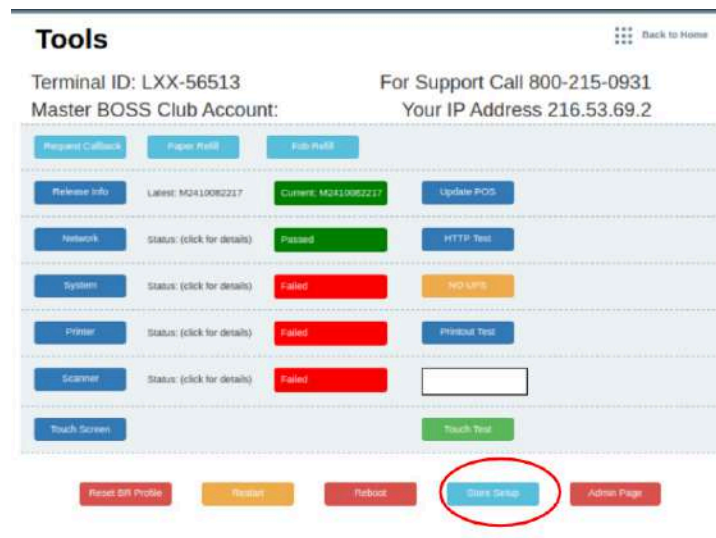 Tools
Back to Home
Terminal ID: LXX-56513 For Support Call 800-215-0931
Master BOSS Club Account: Your IP Address 216.53.69.2
Request Callback Paper Refill Fob Refill
Release Info Latest: M2410082217 Current: M2410082217 Update POS
Network Status: (click for details) Passed HTTP Test
System Status: (click for details) Failed NO UPS
Printer Status: (click for details) Failed Printout Test
Scanner Status: (click for details) Failed
Touch Screen Touch Test
Reset BR Profile Restart Reboot Store Setup Admin Page